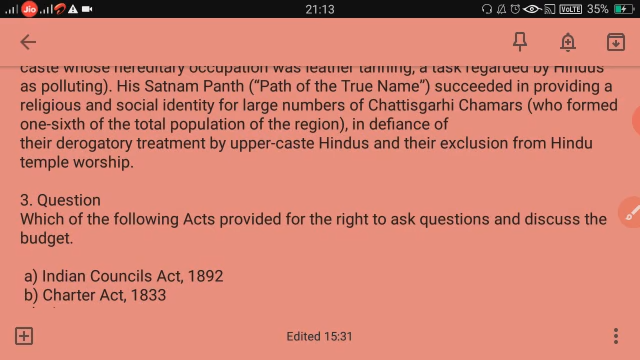 Jio
21:13
VoLTE
35%
caste whose hereditary occupation was leather tanning, a task regarded by Hindus
as polluting). His Satnam Panth (“Path of the True Name”) succeeded in providing a
religious and social identity for large numbers of Chattisgarhi Chamars (who formed
one-sixth of the total population of the region), in defiance of
their derogatory treatment by upper-caste Hindus and their exclusion from Hindu
temple worship.
3. Question
Which of the following Acts provided for the right to ask questions and discuss the
budget.
a) Indian Councils Act, 1892
b) Charter Act, 1833
Edited 15:31